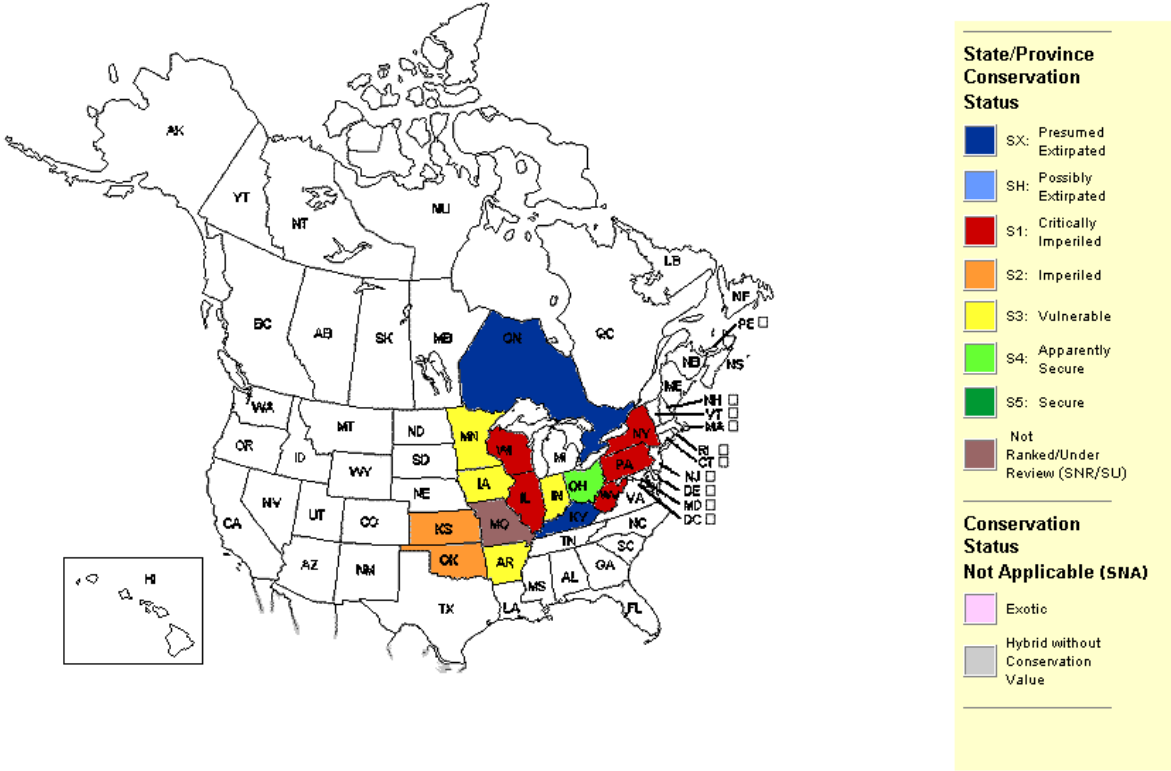 AK
YT
NT
NU
LB
NF
BC
AB
SK
MB
ON
QC
PE
NB
NS
ME
WA
MT
ND
MN
NH
VT
MA
OR
ID
SD
WI
MI
NY
RI
CT
WY
IA
PA
NJ
NE
IL
IN
OH
DE
NV
UT
CO
KS
MO
KY
WV
VA
MD
DC
CA
AZ
NM
OK
AR
TN
NC
SC
MS
AL
GA
TX
LA
FL
HI
State/Province
Conservation
Status
SX: Presumed
Extirpated
SH: Possibly
Extirpated
S1: Critically
Imperiled
S2: Imperiled
S3: Vulnerable
S4: Apparently
Secure
S5: Secure
Not
Ranked/Under
Review (SNR/SU)
Conservation
Status
Not Applicable (SNA)
Exotic
Hybrid without
Conservation
Value